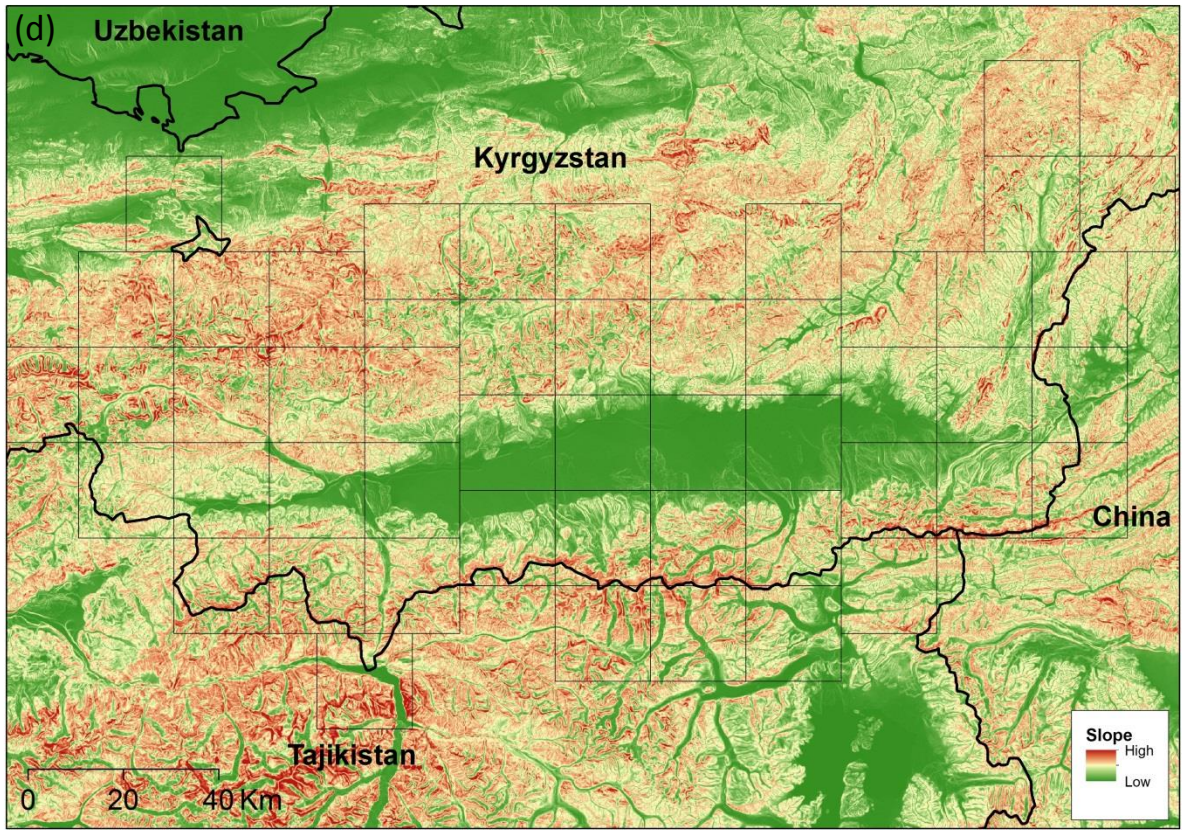 (d)
Uzbekistan
Kyrgyzstan
China
Tajikistan
0 20 40 Km
Slope
High
Low